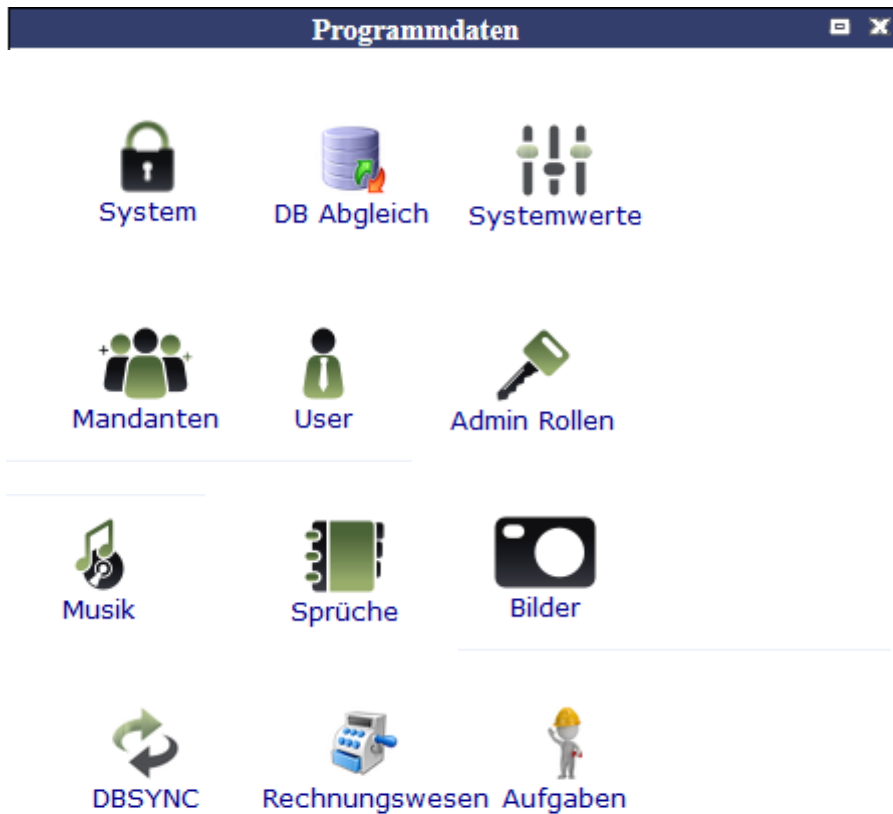 Programmdaten
System
DB Abgleich
Systemwerte
Mandanten
User
Admin Rollen
Musik
Sprüche
Bilder
DBSYNC
Rechnungswesen
Aufgaben